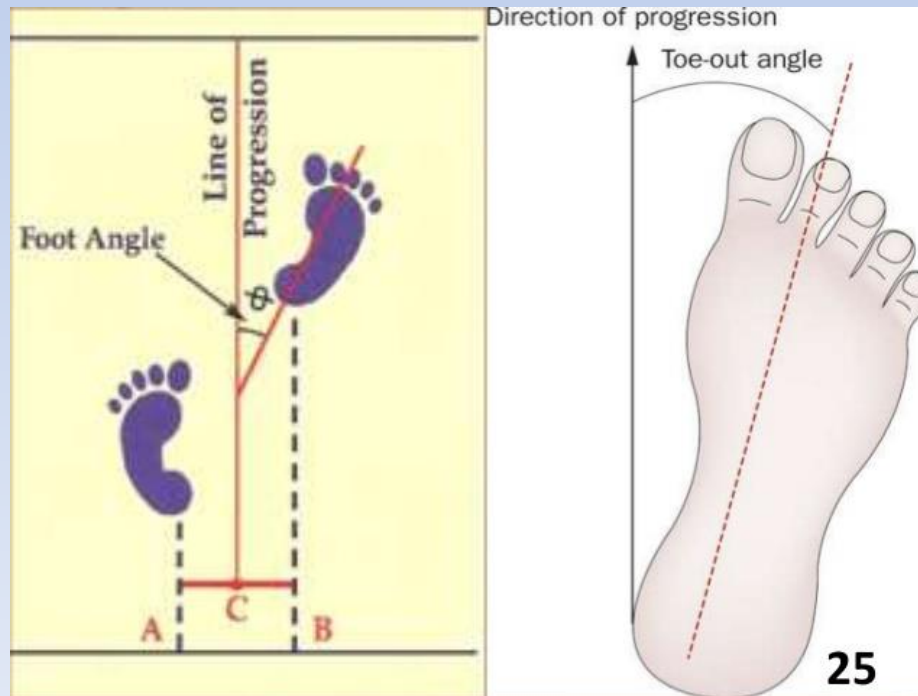 Line of
Progression
Foot Angle
ϕ
A
C
B
Direction of progression
Toe-out angle
25